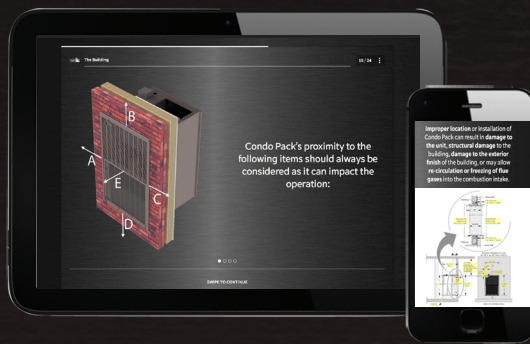 The Building
15 / 24
B
A
E
C
D
Condo Pack's proximity to the
following items should always be
considered as it can impact the
operation:
SWIPE TO CONTINUE
Improper location or installation of
Condo Pack can result in damage to
the unit, structural damage to the
building, damage to the exterior
finish of the building, or may allow
re-circulation or freezing of flue
gases into the combustion intake.